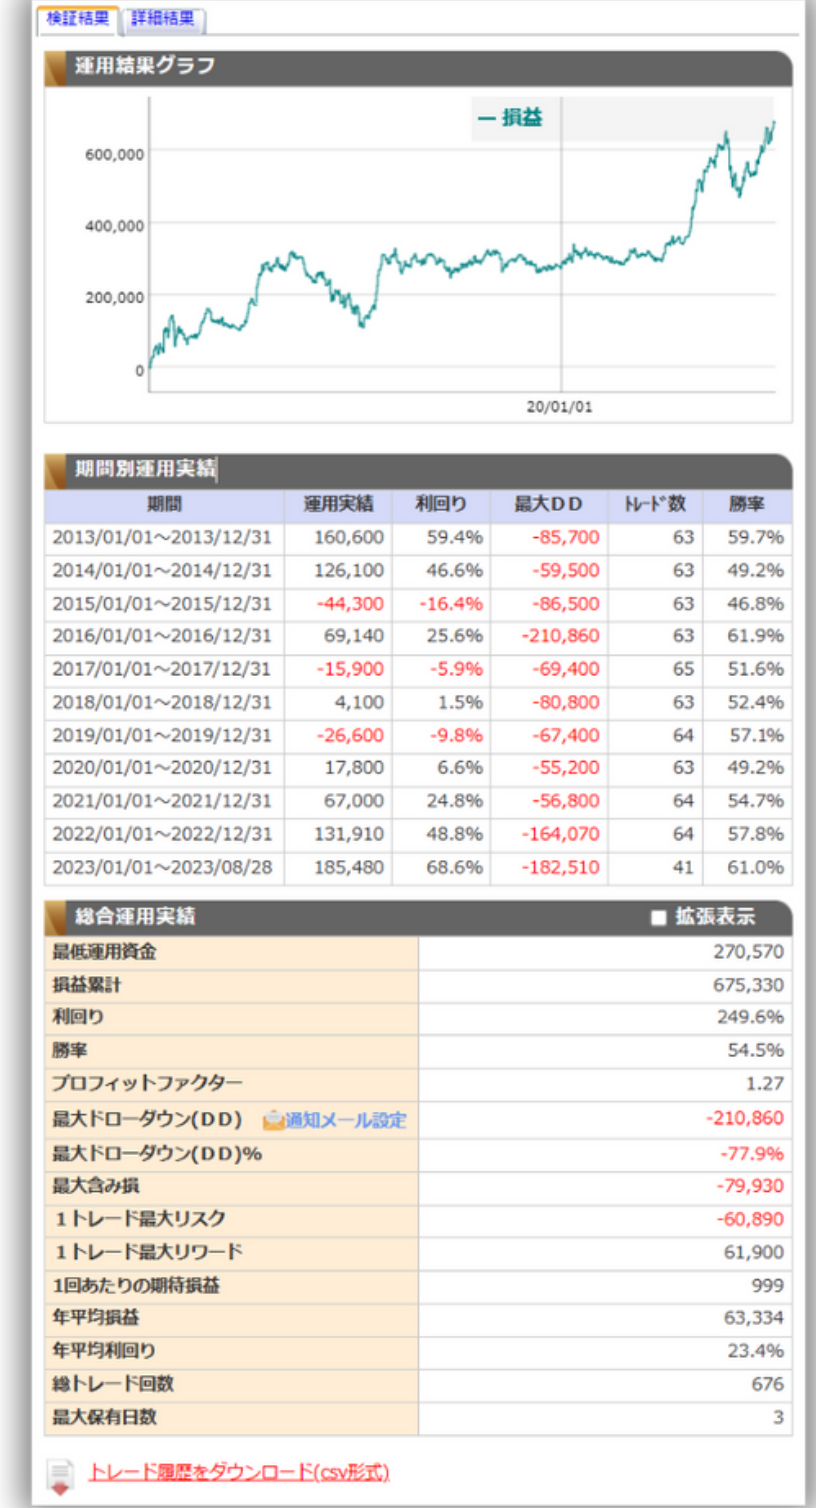 検証結果 詳細結果
運用結果グラフ
損益
600,000
400,000
200,000
0
20/01/01
期間別運用実績
期間 運用実績 利回り 最大DD ﾄﾚｰﾄﾞ数 勝率
2013/01/01～2013/12/31 160,600 59.4% -85,700 63 59.7%
2014/01/01～2014/12/31 126,100 46.6% -59,500 63 49.2%
2015/01/01～2015/12/31 -44,300 -16.4% -86,500 63 46.8%
2016/01/01～2016/12/31 69,140 25.6% -210,860 63 61.9%
2017/01/01～2017/12/31 -15,900 -5.9% -69,400 65 51.6%
2018/01/01～2018/12/31 4,100 1.5% -80,800 63 52.4%
2019/01/01～2019/12/31 -26,600 -9.8% -67,400 64 57.1%
2020/01/01～2020/12/31 17,800 6.6% -55,200 63 49.2%
2021/01/01～2021/12/31 67,000 24.8% -56,800 64 54.7%
2022/01/01～2022/12/31 131,910 48.8% -164,070 64 57.8%
2023/01/01～2023/08/28 185,480 68.6% -182,510 41 61.0%
総合運用実績 拡張表示
最低運用資金 270,570
損益累計 675,330
利回り 249.6%
勝率 54.5%
プロフィットファクター 1.27
最大ドローダウン(DD) 通知メール設定 -210,860
最大ドローダウン(DD)% -77.9%
最大含み損 -79,930
1トレード最大リスク -60,890
1トレード最大リワード 61,900
1回あたりの期待損益 999
年平均損益 63,334
年平均利回り 23.4%
総トレード回数 676
最大保有日数 3
トレード履歴をダウンロード(csv形式)